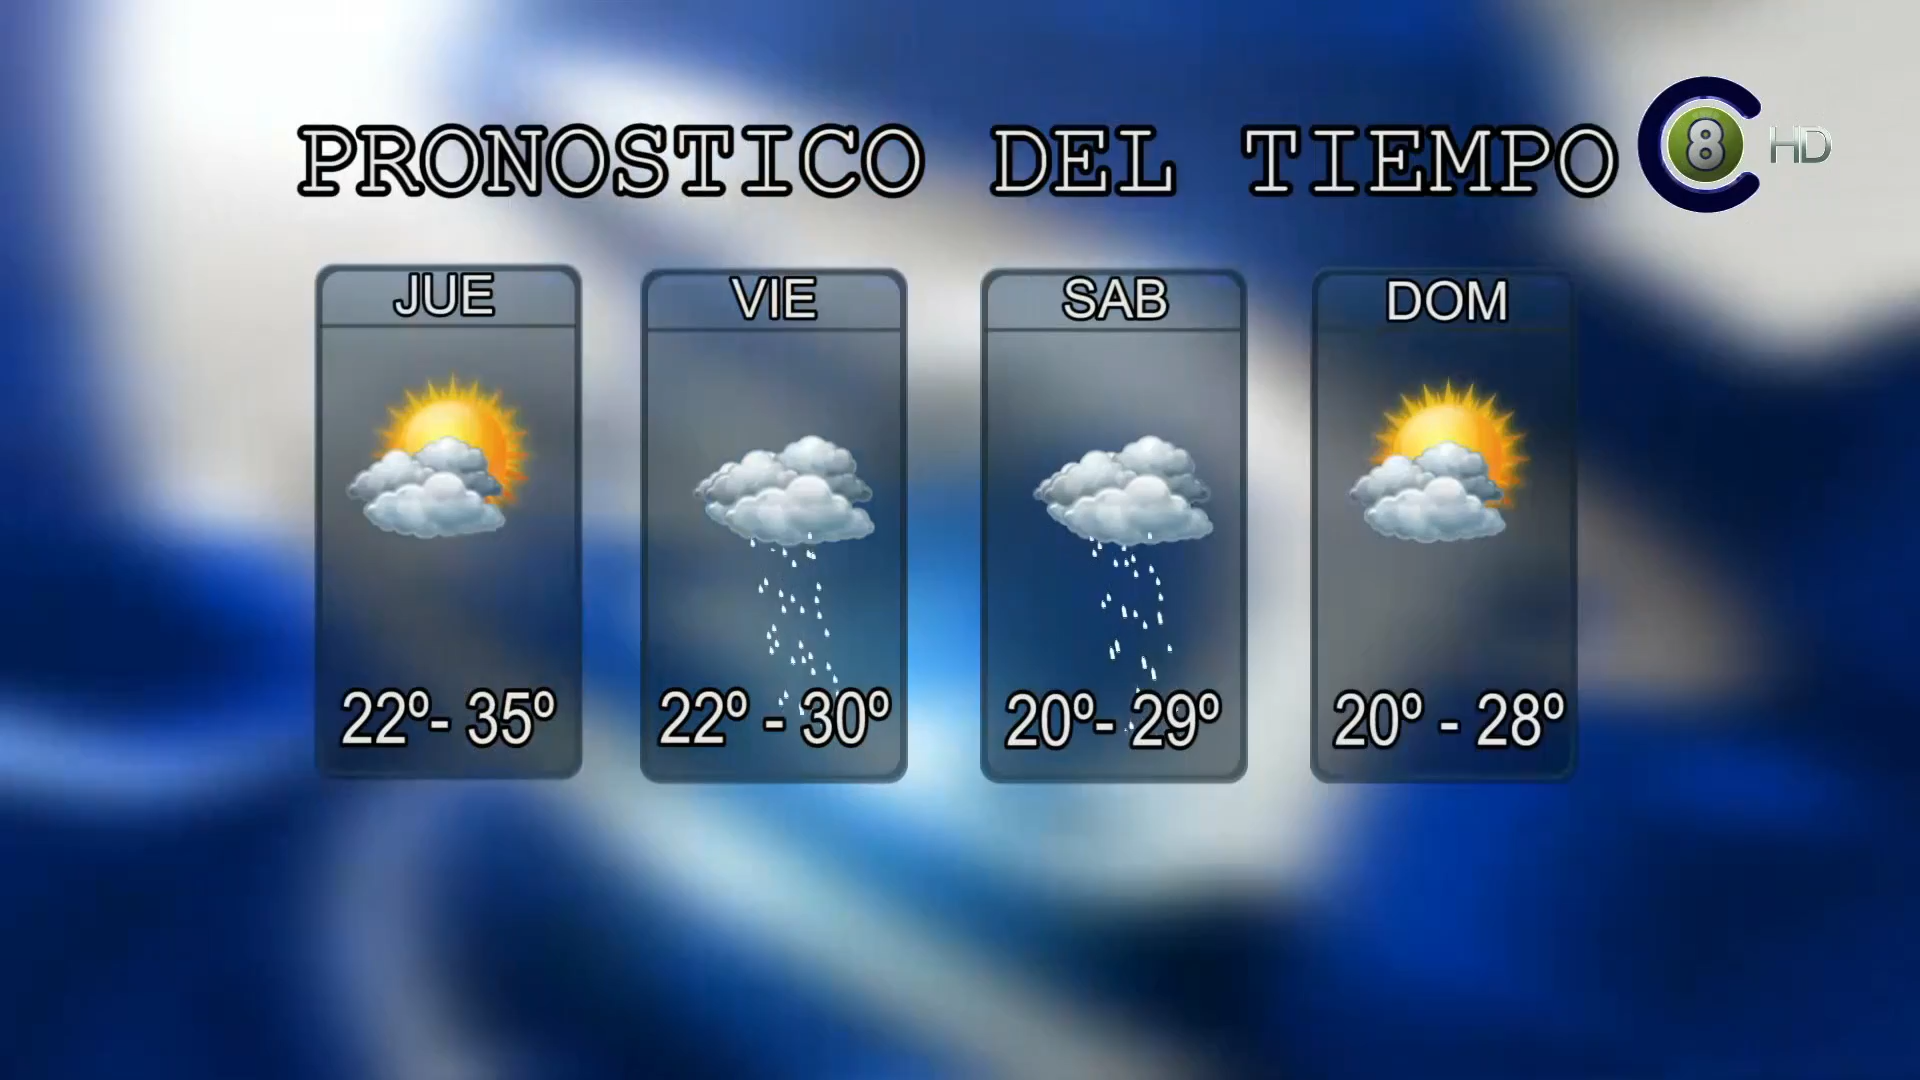 PRONOSTICO DEL TIEMPO
8 HD
JUE
VIE
SAB
DOM
22º- 35º
22º - 30º
20º- 29º
20º - 28º